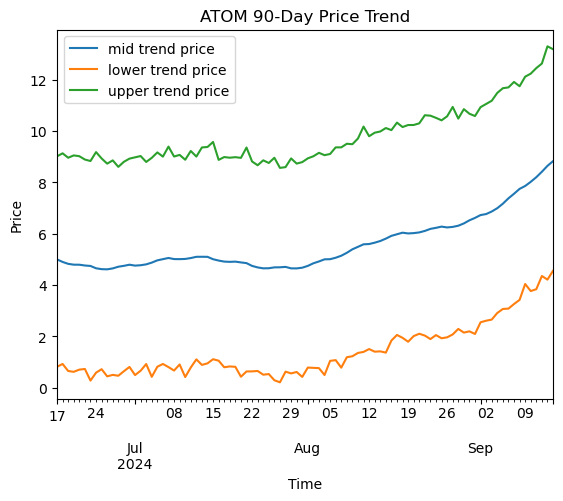 ATOM 90-Day Price Trend
mid trend price
lower trend price
upper trend price
Price
12
10
8
6
4
2
0
17 24 08 15 22 29 05 12 19 26 02 09
Jul Aug Sep
2024
Time